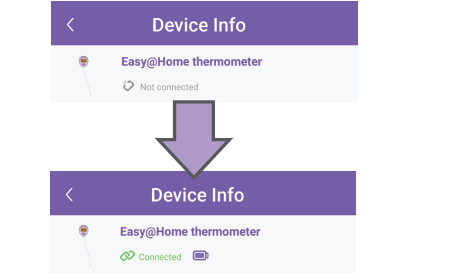 Device Info
Easy@Home thermometer
Not connected
Device Info
Easy@Home thermometer
Connected